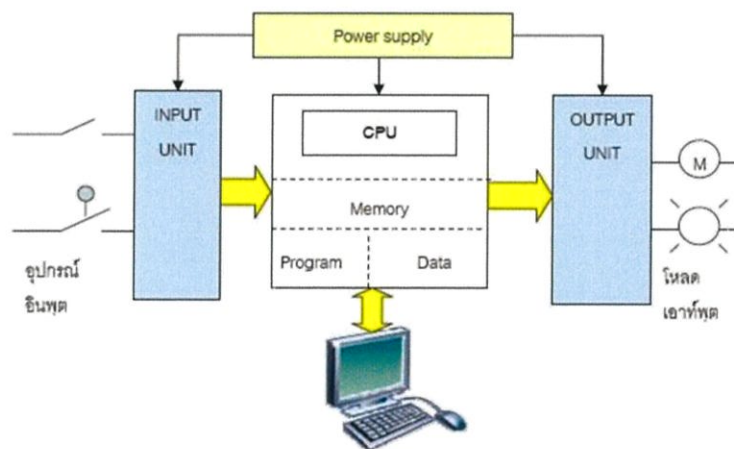 Power supply
INPUT
UNIT
CPU
Memory
Program
Data
OUTPUT
UNIT
M
อุปกรณ์
อินพุต
โหลด
เอาท์พุต